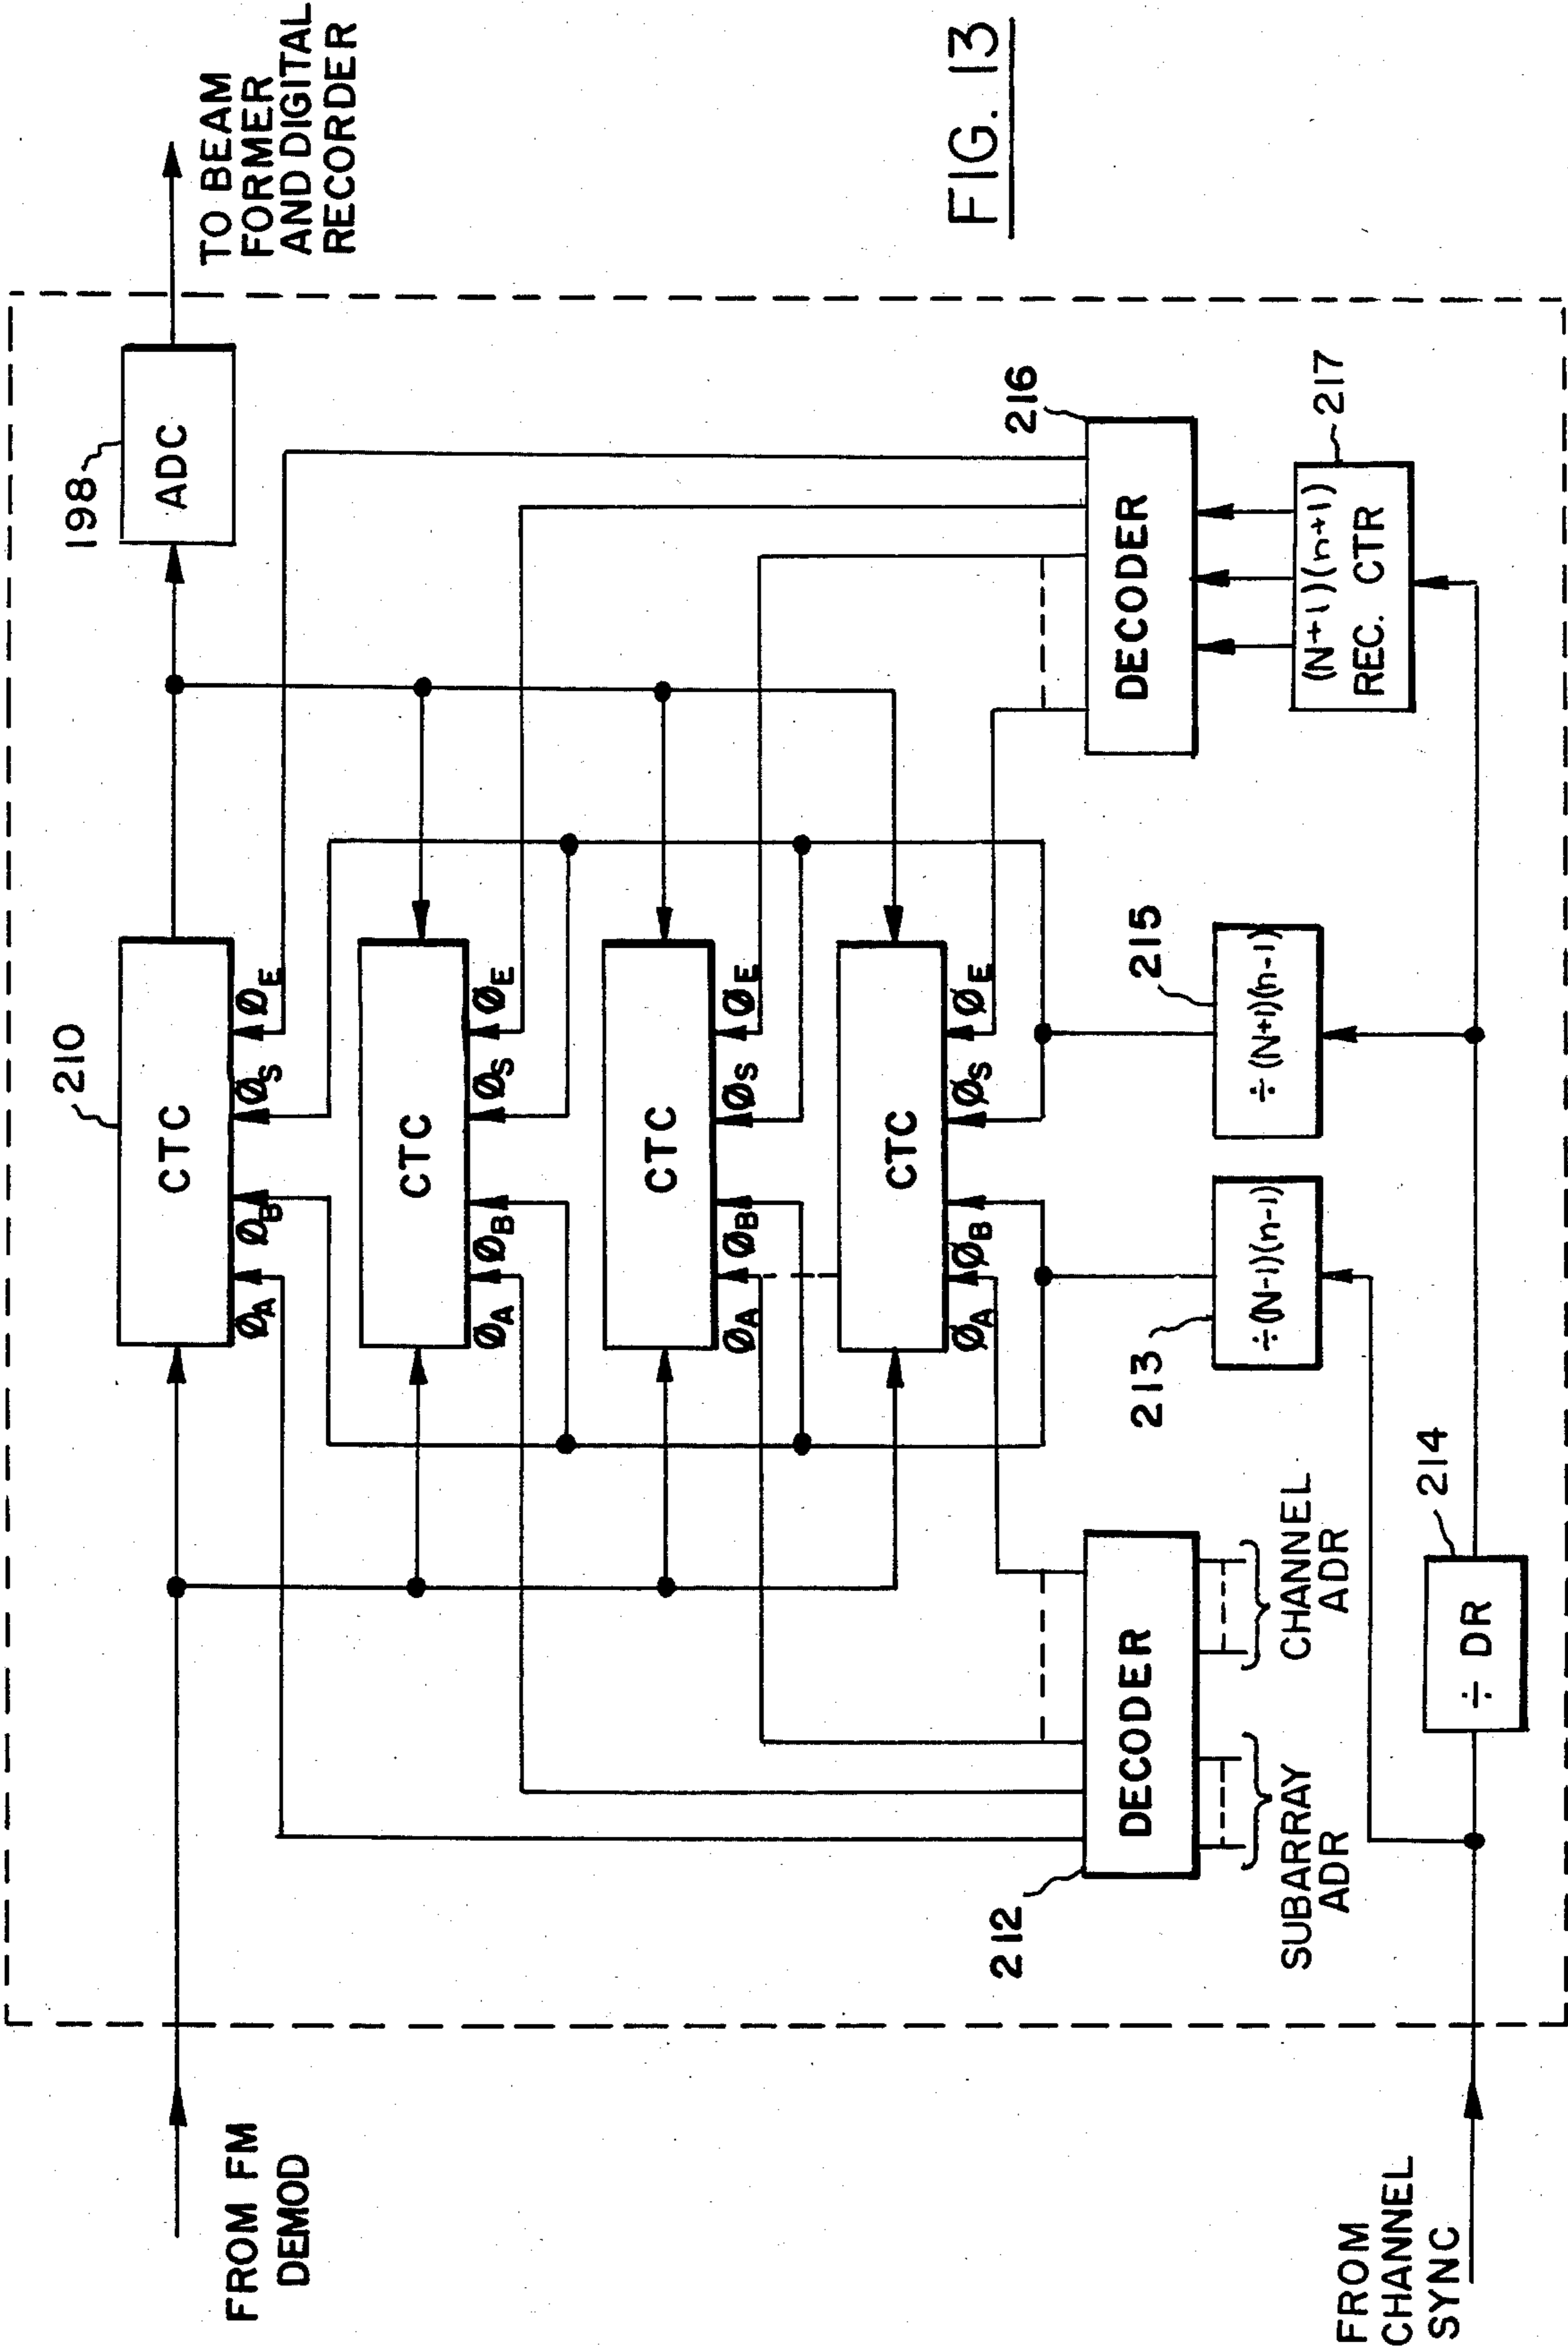 198
ADC
TO BEAM
FORMER
AND DIGITAL
RECORDER
210
CTC
ØA
ØB
ØS
ØE
CTC
ØA
ØB
ØS
ØE
CTC
ØA
ØB
ØS
ØE
CTC
ØA
ØB
ØS
ØE
FROM FM
DEMOD
212
DECODER
SUBARRAY
ADR
CHANNEL
ADR
213
÷(N-1)(n-1)
215
÷(N+1)(n-1)
216
DECODER
(N+1)(n+1)
REC. CTR
217
214
÷ DR
FROM
CHANNEL
SYNC
FIG. 13